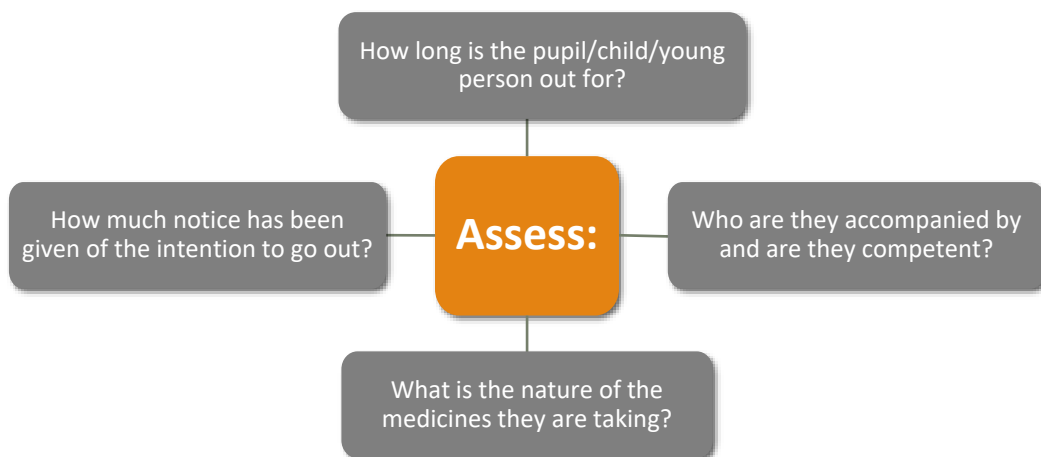 How long is the pupil/child/young
person out for?
How much notice has been
given of the intention to go out?
Assess:
Who are they accompanied by
and are they competent?
What is the nature of the
medicines they are taking?